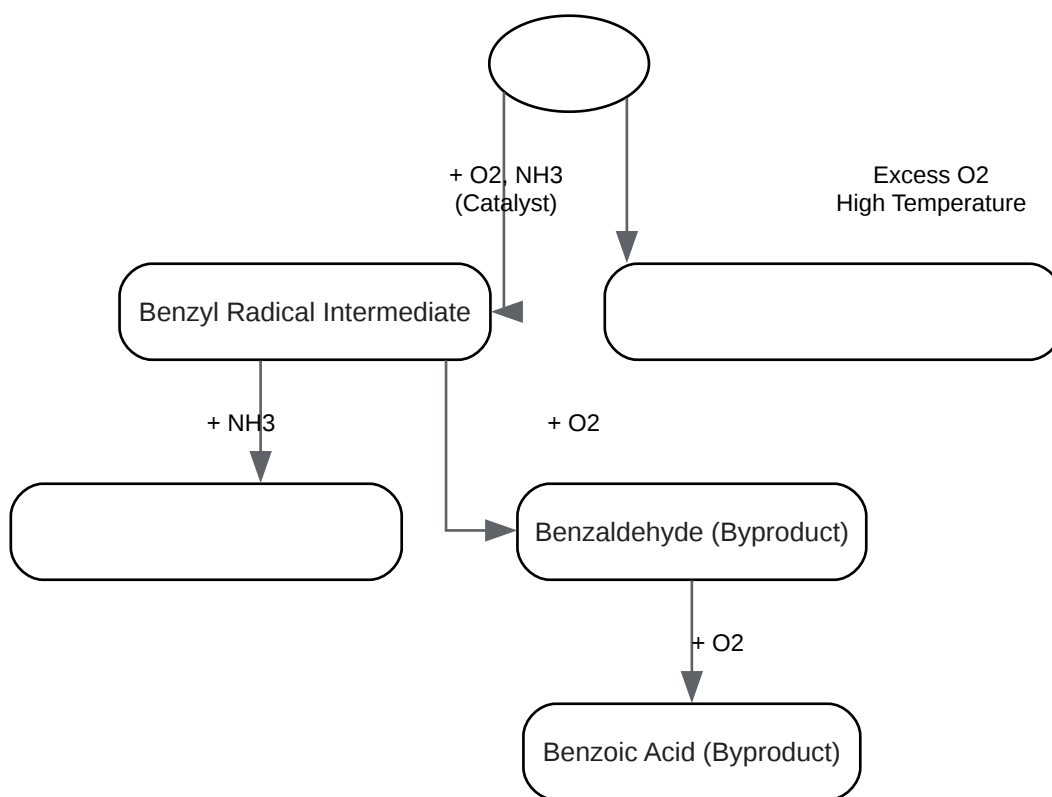 + O2, NH3
(Catalyst)
Excess O2
High Temperature
Benzyl Radical Intermediate
+ NH3
+ O2
Benzaldehyde (Byproduct)
+ O2
Benzoic Acid (Byproduct)